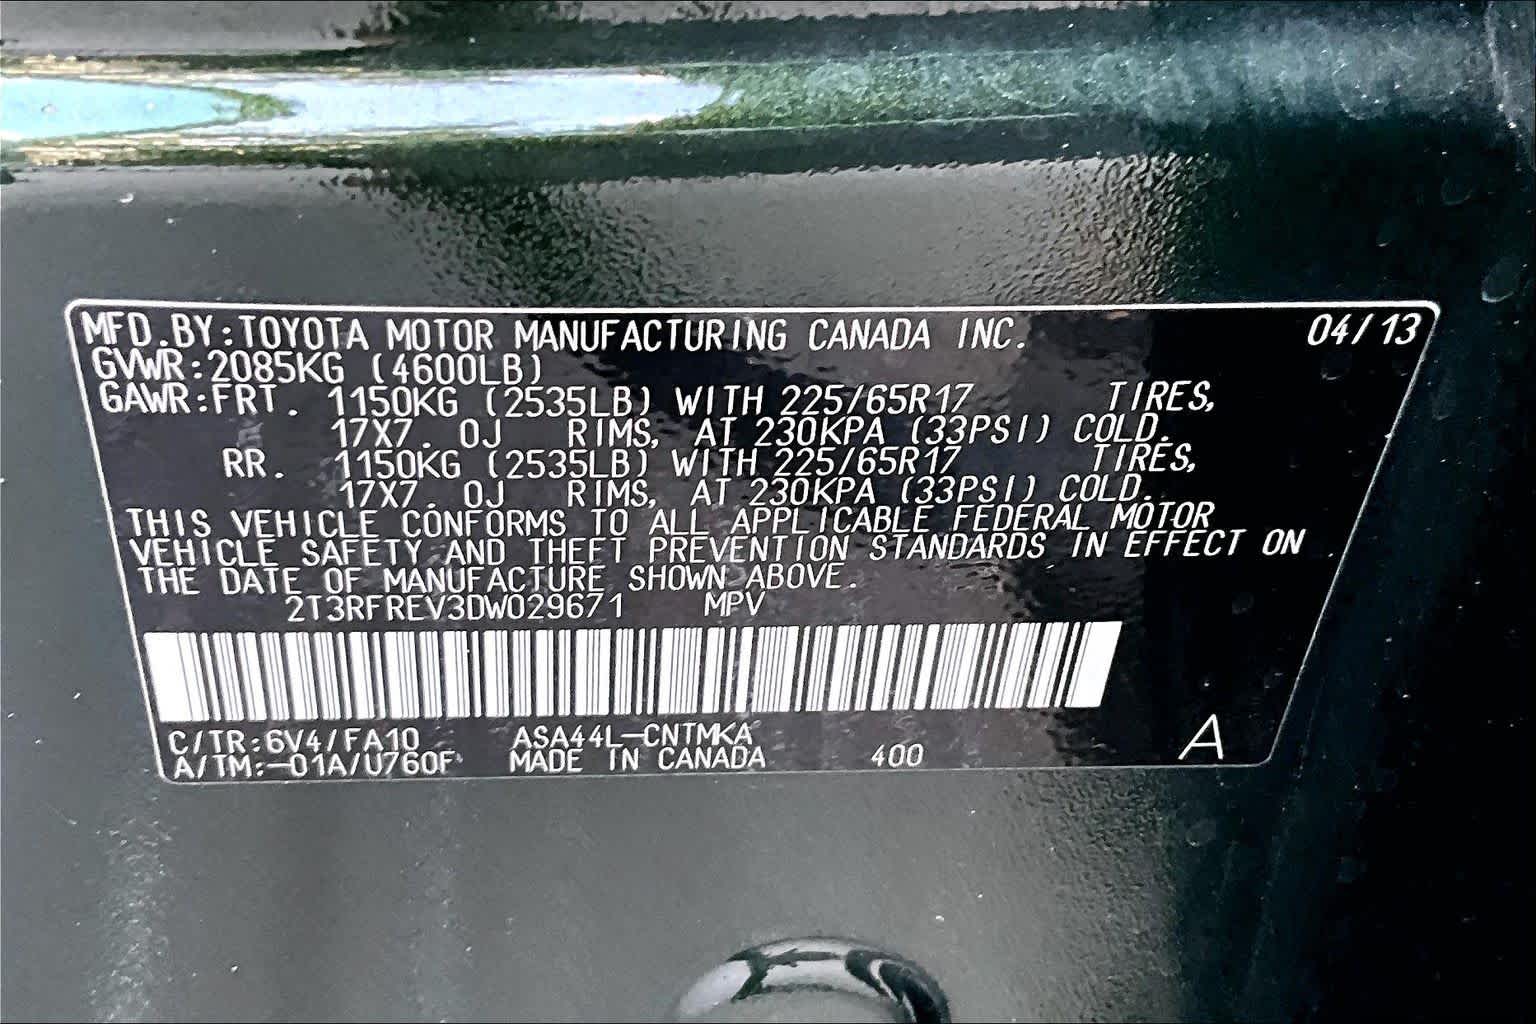 MFD.BY:TOYOTA MOTOR MANUFACTURING CANADA INC. 04/13
GVWR:2085KG (4600LB)
GAWR:FRT. 1150KG (2535LB) WITH 225/65R17 TIRES,
17X7.0J RIMS, AT 230KPA (33PSI) COLD.
RR. 1150KG (2535LB) WITH 225/65R17 TIRES,
17X7.0J RIMS, AT 230KPA (33PSI) COLD.
THIS VEHICLE CONFORMS TO ALL APPLICABLE FEDERAL MOTOR
VEHICLE SAFETY AND THEFT PREVENTION STANDARDS IN EFFECT ON
THE DATE OF MANUFACTURE SHOWN ABOVE.
2T3RFREV3DW029671 MPV
C/TR:6V4/FA10 ASA44L-CNTMKA
A/TM:-01A/U760F MADE IN CANADA 400 A